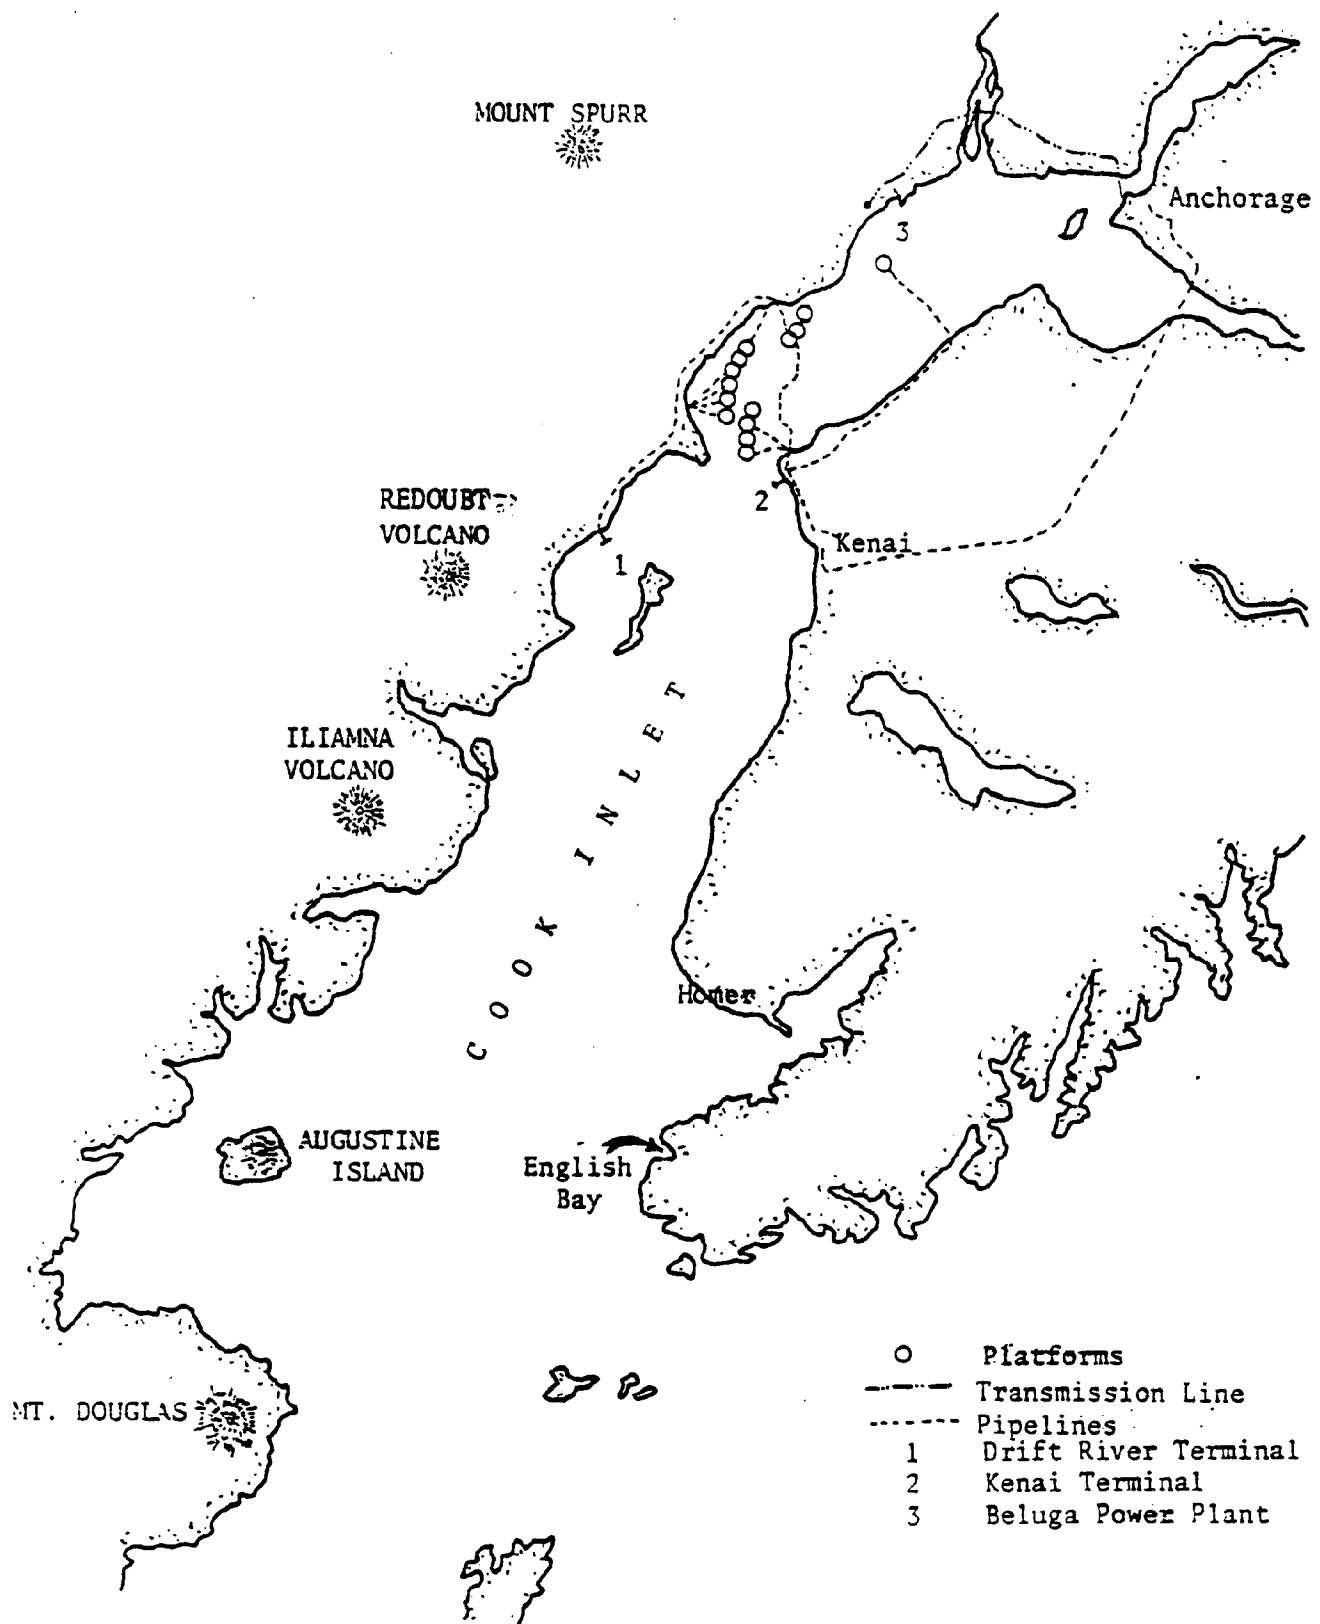 MOUNT SPURR
Anchorage
3
REDOUBT
VOLCANO
2
Kenai
1
ILIAMNA
VOLCANO
COOK INLET
Homer
AUGUSTINE
ISLAND
English
Bay
MT. DOUGLAS
Platforms
Transmission Line
Pipelines
1 Drift River Terminal
2 Kenai Terminal
3 Beluga Power Plant